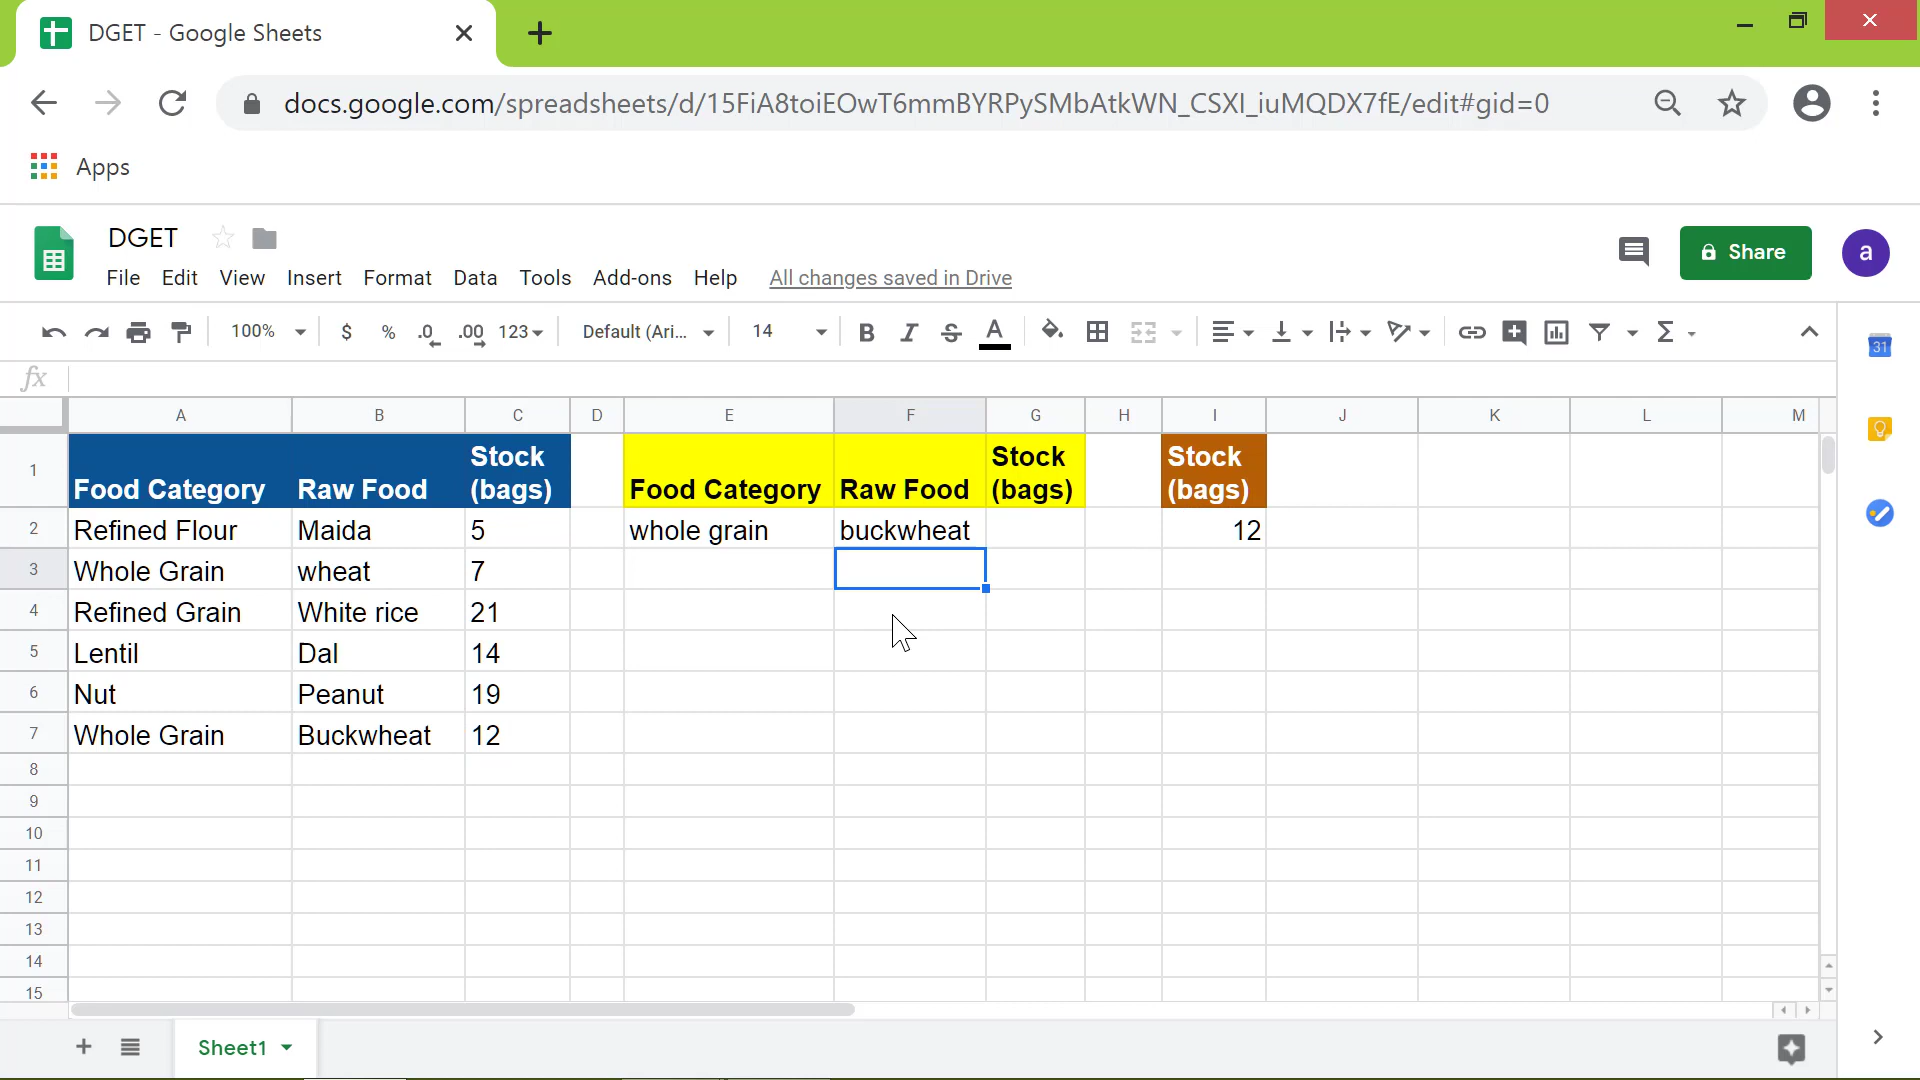 DGET - Google Sheets
docs.google.com/spreadsheets/d/15FiA8toiEOwT6mmBYRPySMbAtkWN_CSXI_iuMQDX7fE/edit#gid=0
Apps
DGET
File Edit View Insert Format Data Tools Add-ons Help All changes saved in Drive
Share
a
100% $ % .0 .00 123 Default (Ari... 14 B I S A Σ
31
fx
A B C D E F G H I J K L M
1 Food Category Raw Food Stock (bags) Food Category Raw Food Stock (bags) Stock (bags)
2 Refined Flour Maida 5 whole grain buckwheat 12
3 Whole Grain wheat 7
4 Refined Grain White rice 21
5 Lentil Dal 14
6 Nut Peanut 19
7 Whole Grain Buckwheat 12
8
9
10
11
12
13
14
15
Sheet1